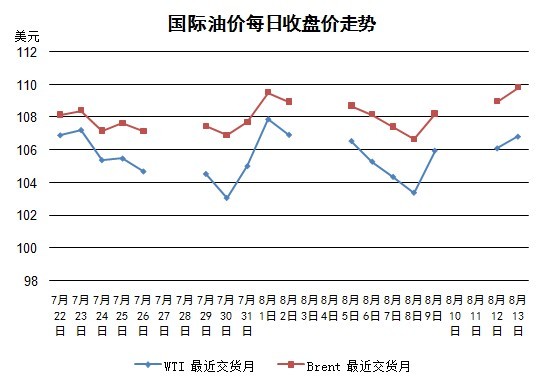 国际油价每日收盘价走势
美元
112
110
108
106
104
102
100
98
7月22日
7月23日
7月24日
7月25日
7月26日
7月27日
7月28日
7月29日
7月30日
7月31日
8月1日
8月2日
8月3日
8月4日
8月5日
8月6日
8月7日
8月8日
8月9日
8月10日
8月11日
8月12日
8月13日
WTI 最近交货月
Brent 最近交货月